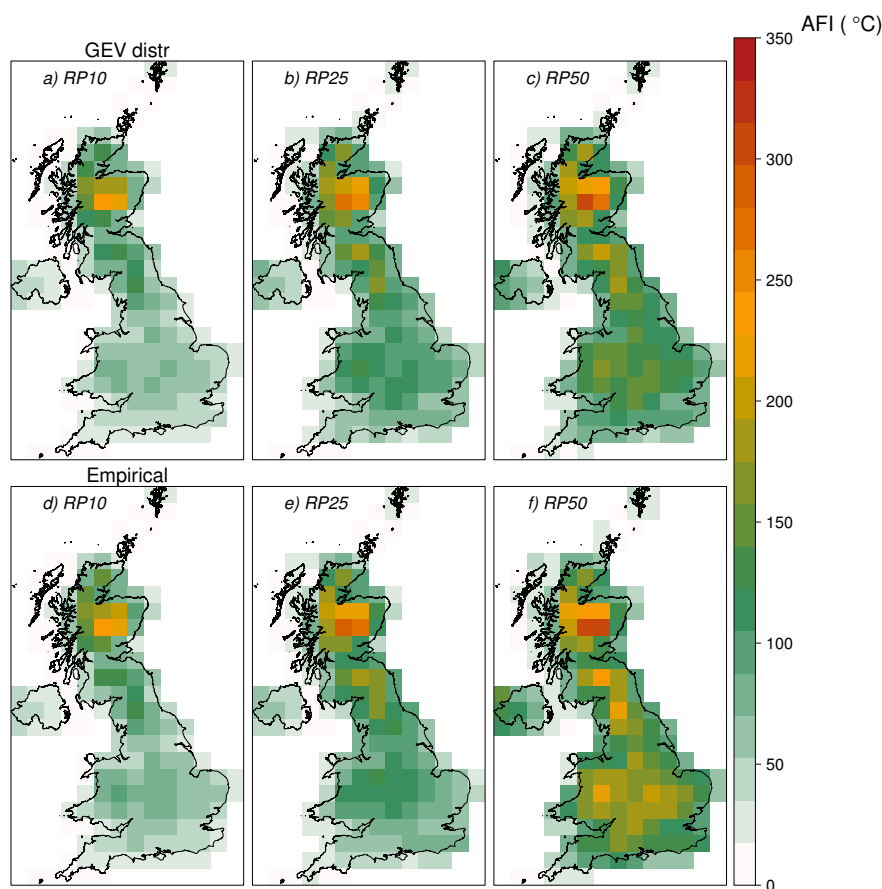 AFI ( °C)
GEV distr
a) RP10
b) RP25
c) RP50
Empirical
d) RP10
e) RP25
f) RP50
350
300
250
200
150
100
50
0